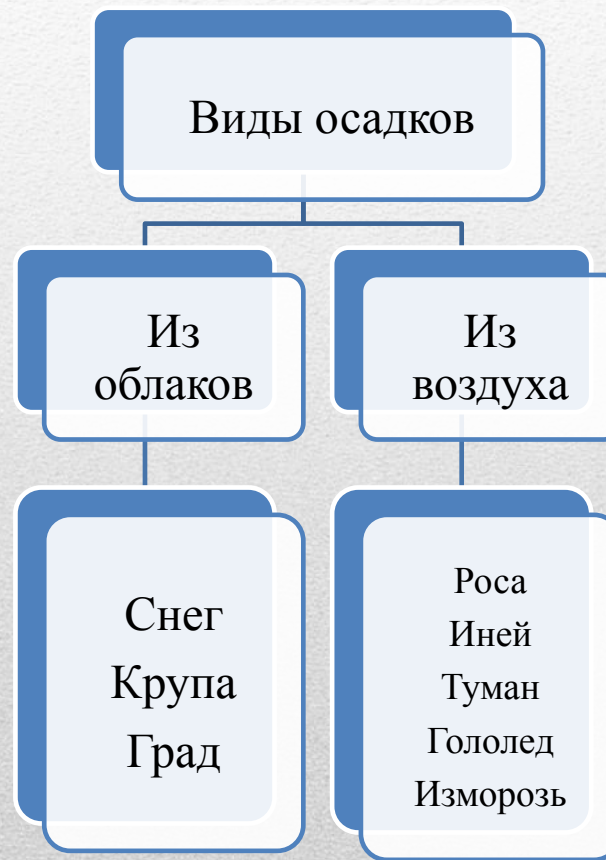 Виды осадков
Из
облаков
Из
воздуха
Снег
Крупа
Град
Роса
Иней
Туман
Гололед
Изморозь